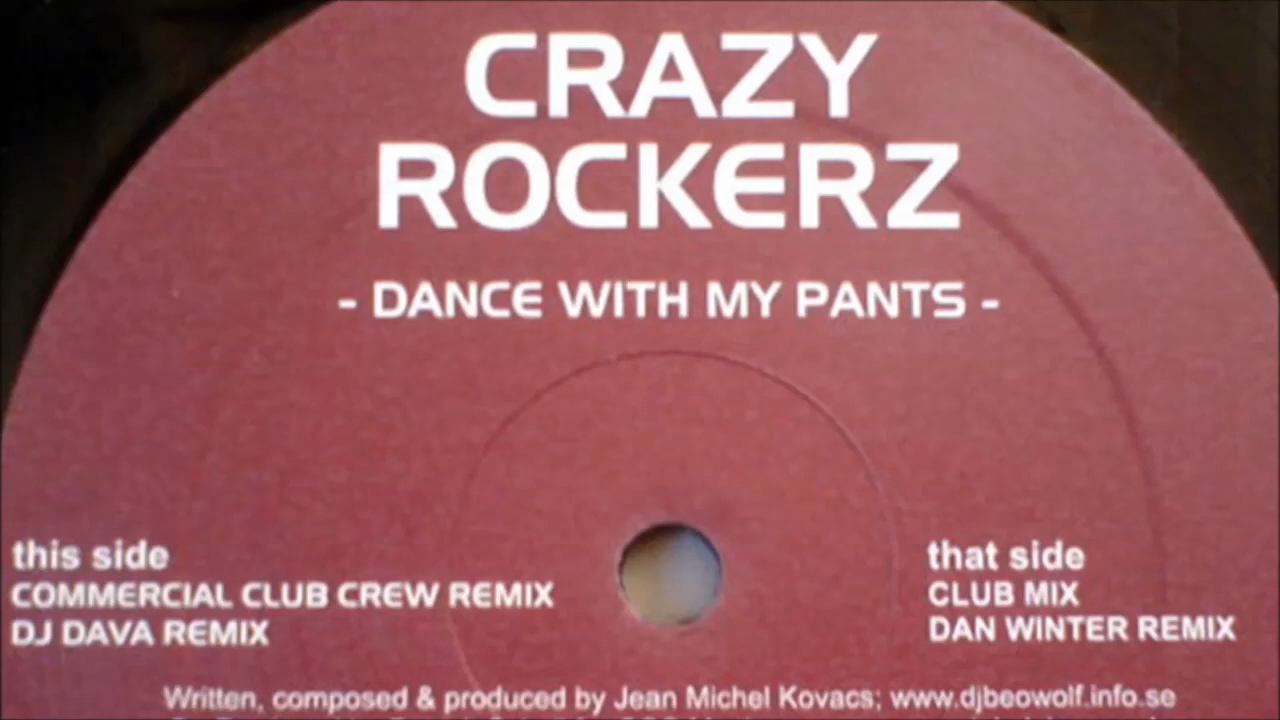 CRAZY
ROCKERZ
- DANCE WITH MY PANTS -
this side
COMMERCIAL CLUB CREW REMIX
DJ DAVA REMIX
that side
CLUB MIX
DAN WINTER REMIX
Written, composed & produced by Jean Michel Kovacs; www.djbeowolf.info.se